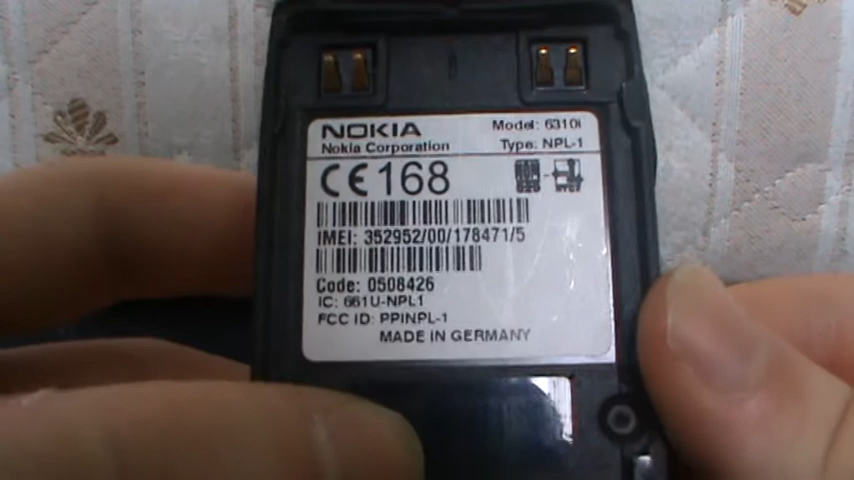 NOKIA Model: 6310i
Nokia Corporation Type: NPL-1
CE168
IMEI: 352952/00/178471/5
Code: 0508426
IC: 661U-NPL1
FCC ID: PPINPL-1
MADE IN GERMANY